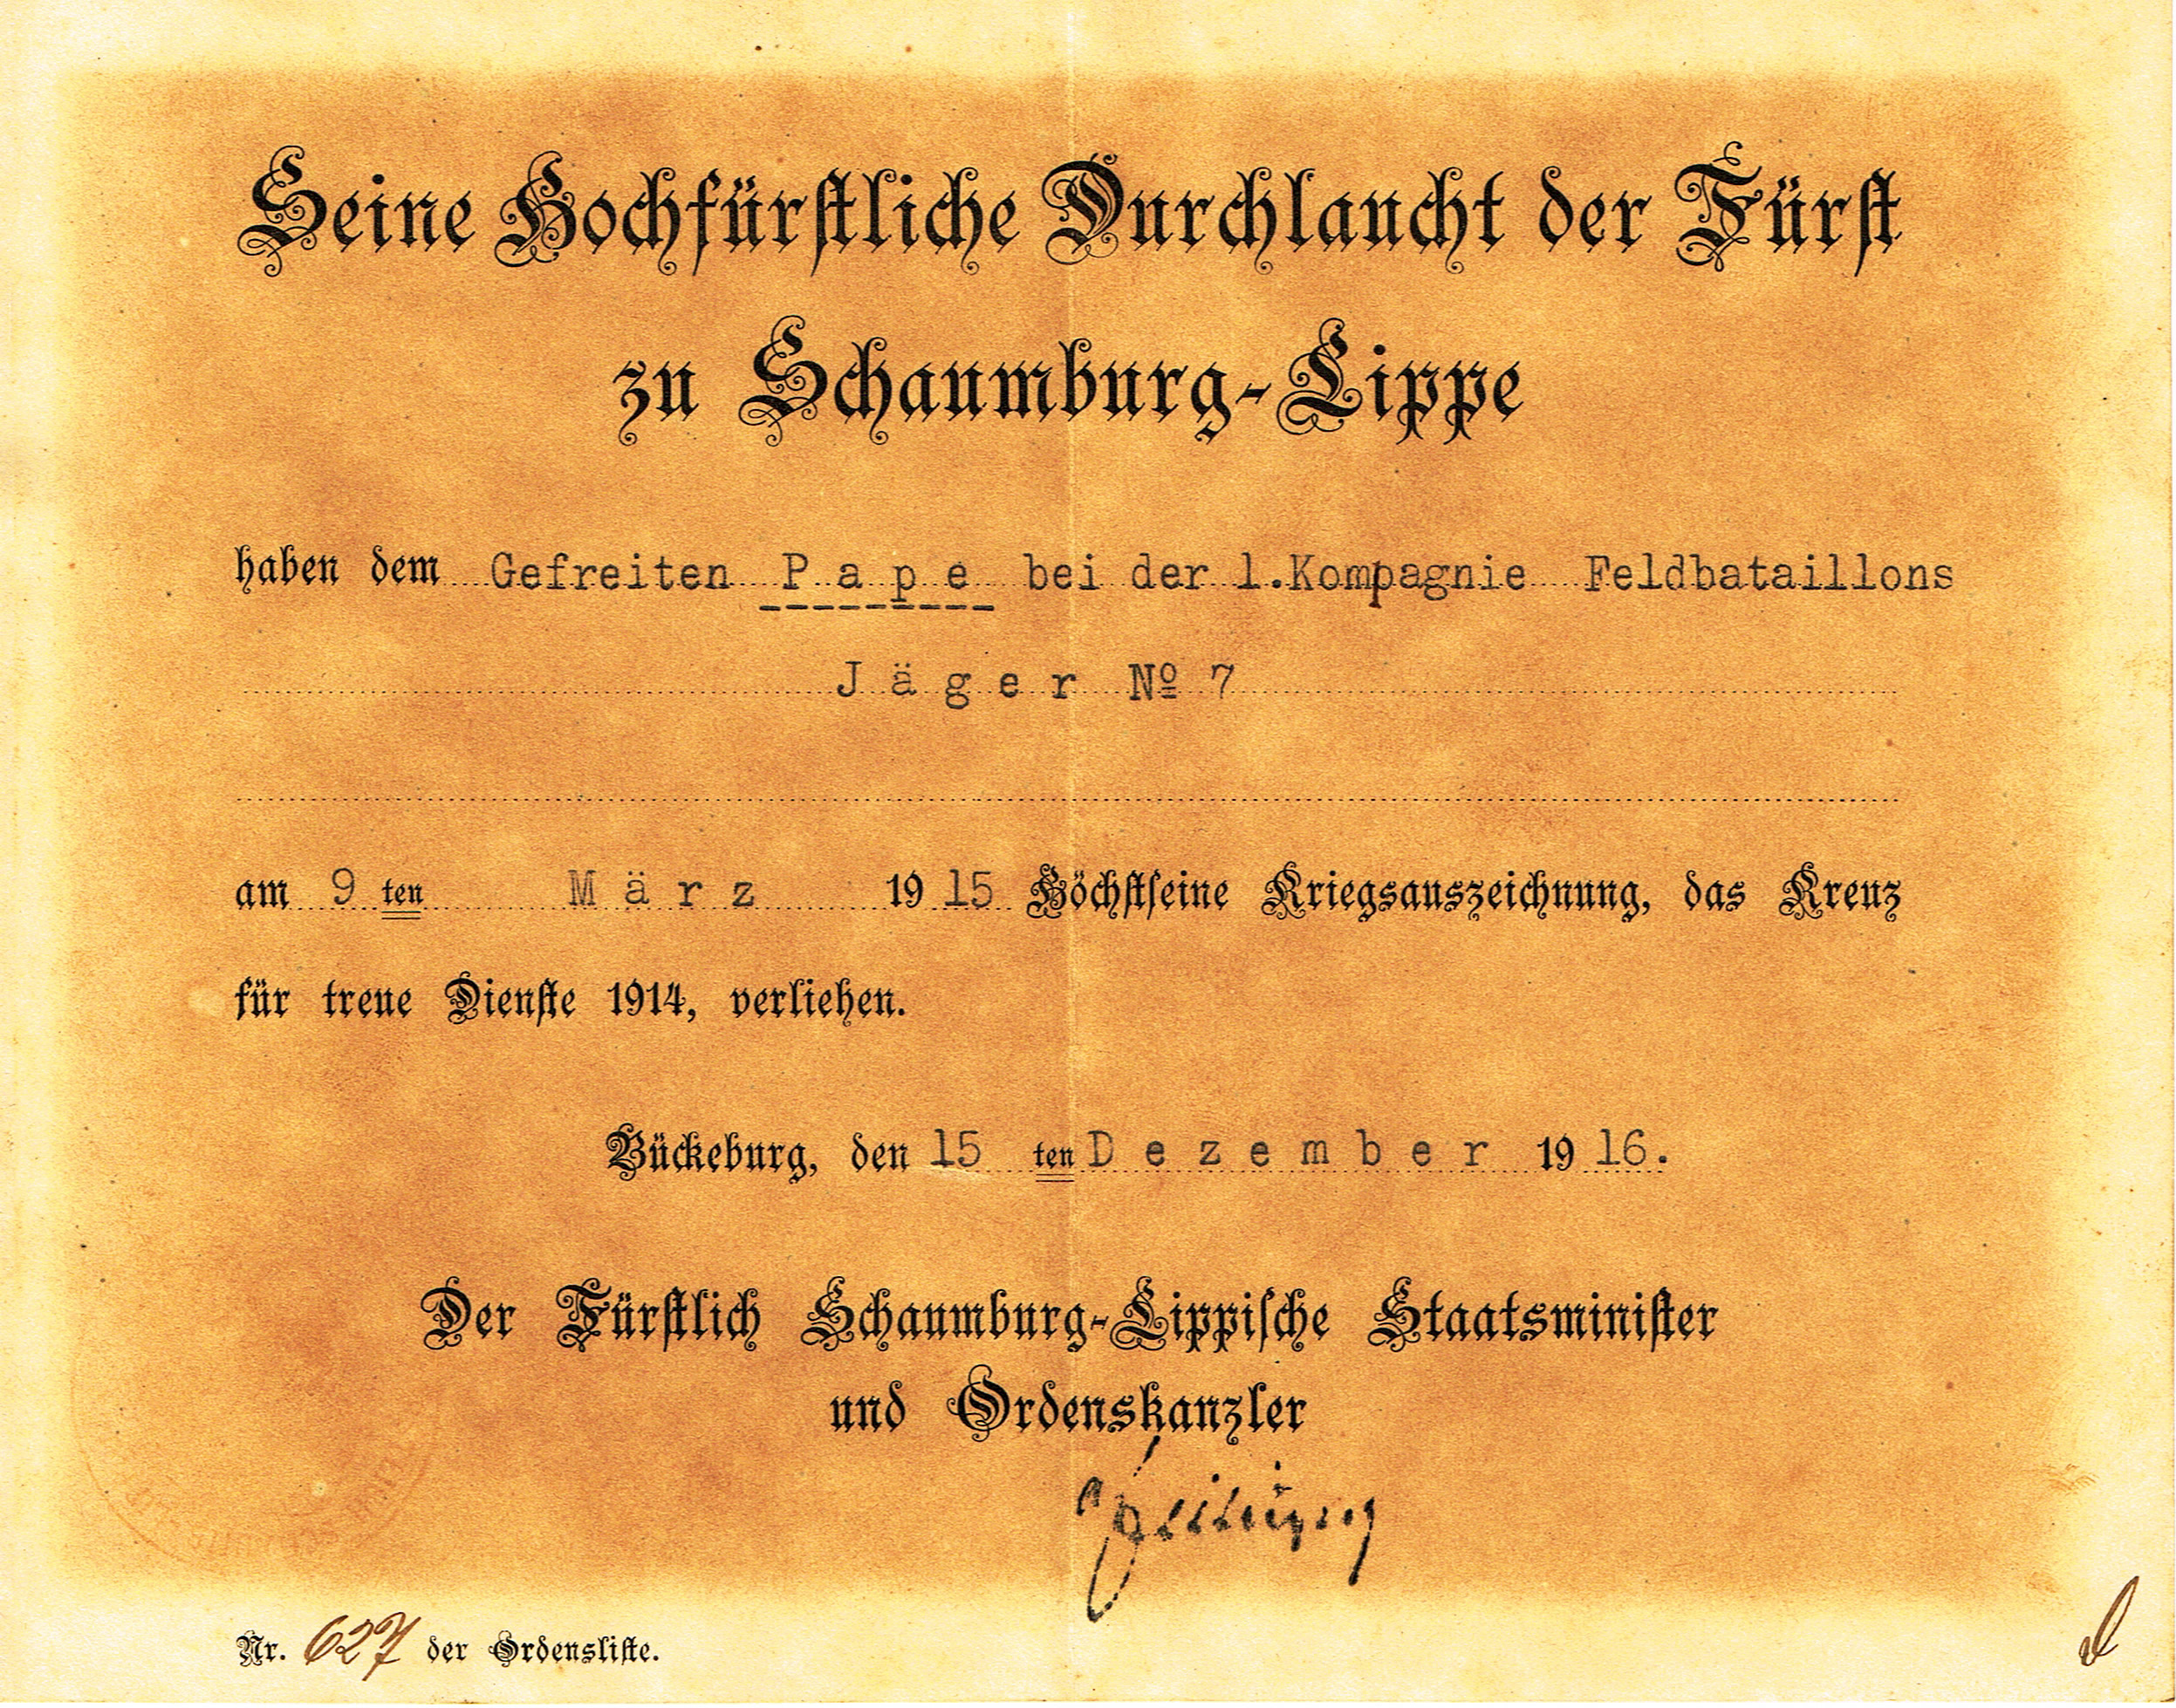 Seine Hochfürstliche Durchlaucht der Fürst
zu Schaumburg-Lippe
haben dem Gefreiten Pape bei der 1.Kompagnie Feldbataillons
Jäger No 7
am 9 ten März 1915 Höchstseine Kriegsauszeichnung, das Kreuz
für treue Dienste 1914, verliehen.
Bückeburg, den 15 ten Dezember 1916.
Der Fürstlich Schaumburg-Lippische Staatsminister
und Ordenskanzler
Nr. 627 der Ordensliste.